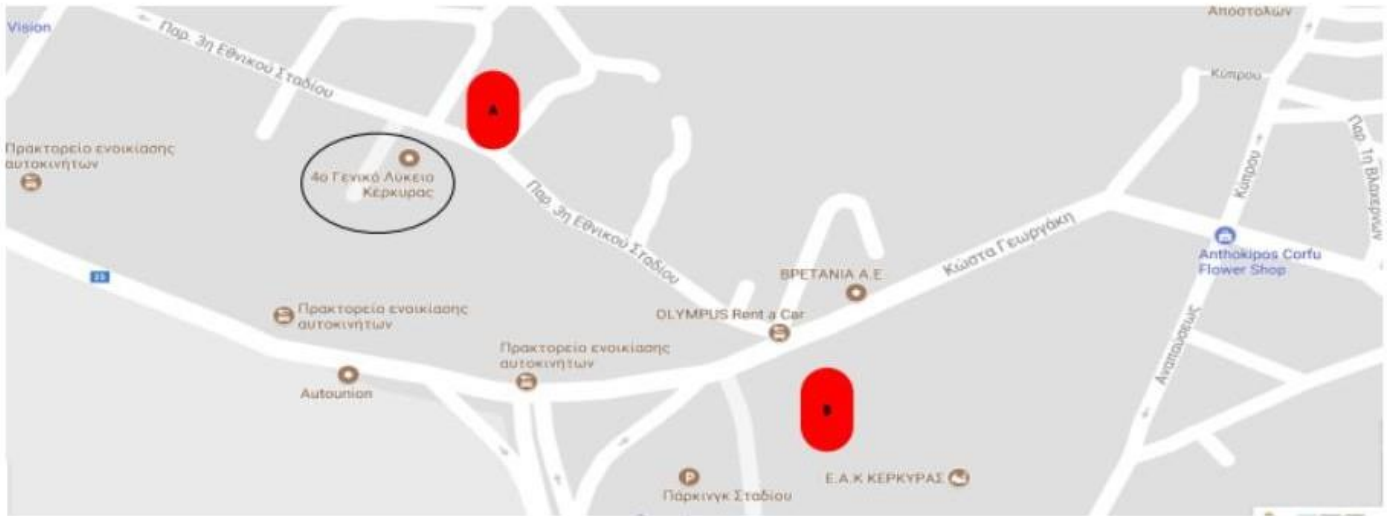 Vision
Αποστόλων
Παρ. 3η Εθνικού Σταδίου
Κύπρου
A
Παρ. 1η Βλαχερνών
Πρακτορείο ενοικίασης
αυτοκινήτων
4ο Γενικό Λύκειο
Κέρκυρας
Κύπρου
Παρ. 3η Εθνικού Σταδίου
Κώστα Γεωργάκη
Anthokipos Corfu
Flower Shop
25
ΒΡΕΤΑΝΙΑ Α.Ε
Πρακτορείο ενοικίασης
αυτοκινήτων
OLYMPUS Rent a Car
Αναπαύσεως
Πρακτορείο ενοικίασης
αυτοκινήτων
Autounion
B
P
Πάρκινγκ Σταδίου
Ε.Α.Κ ΚΕΡΚΥΡΑΣ